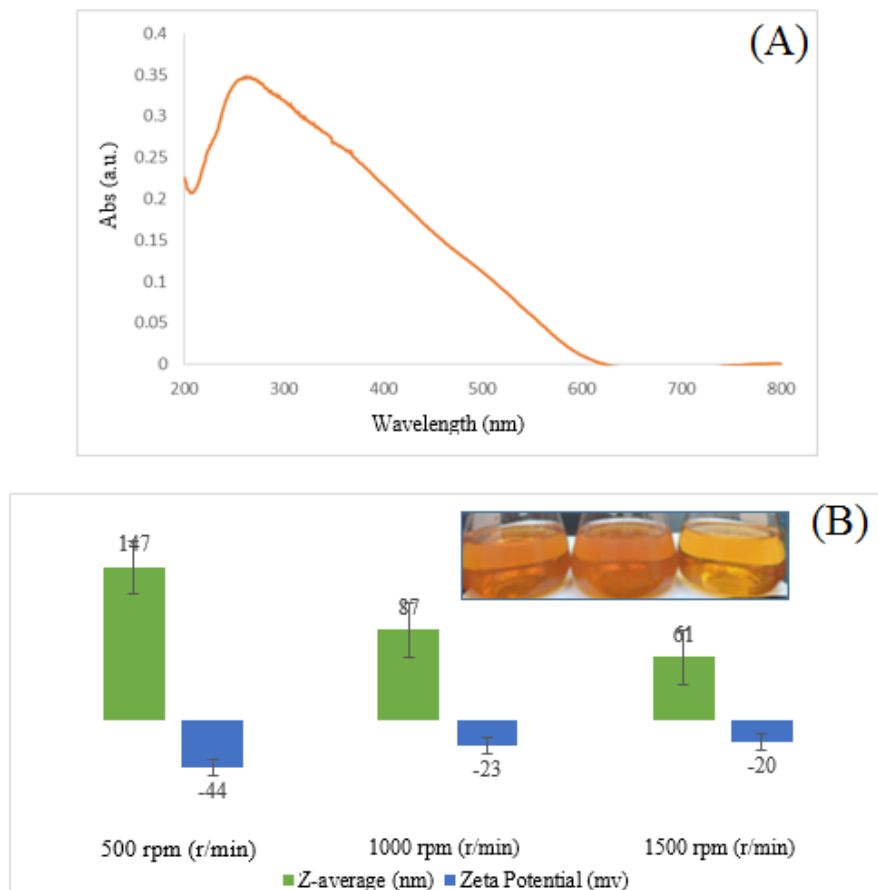 (A)
0.4
0.35
0.3
0.25
0.2
0.15
0.1
0.05
0
Abs (a.u.)
200 300 400 500 600 700 800
Wavelength (nm)
(B)
147
87
61
-44
-23
-20
500 rpm (r/min) 1000 rpm (r/min) 1500 rpm (r/min)
Z-average (nm) Zeta Potential (mv)